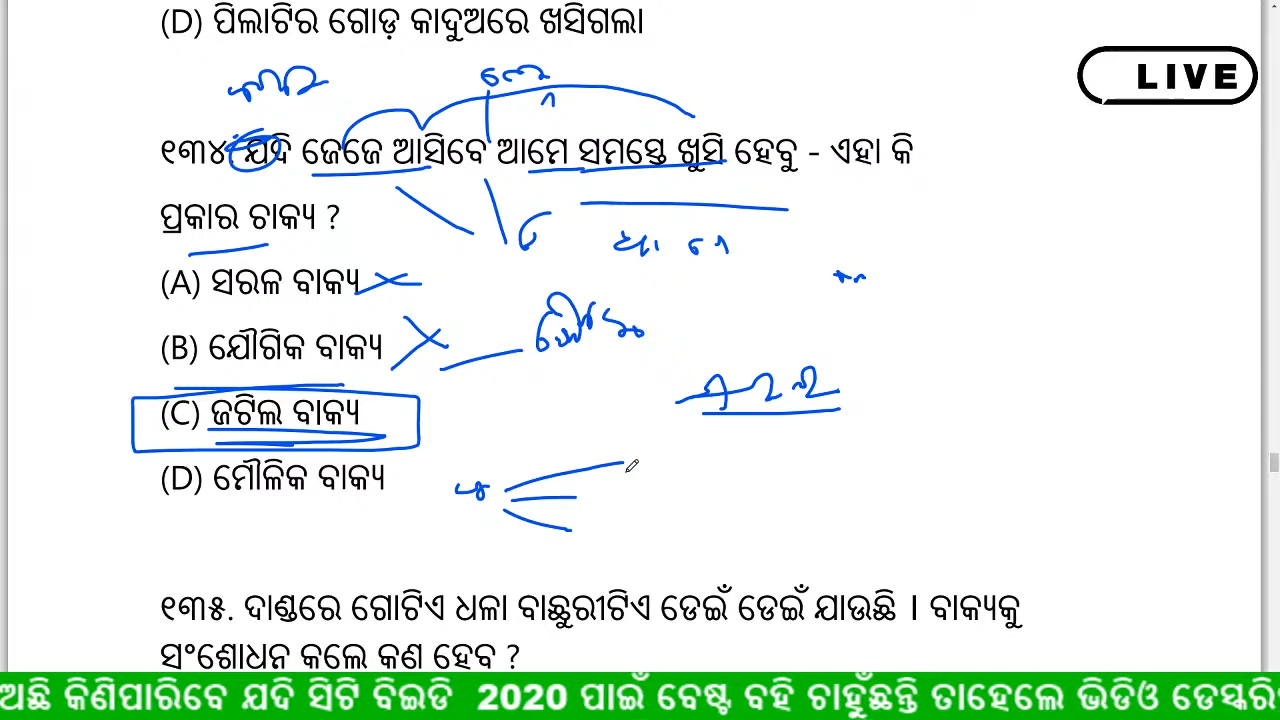 (D) ପିଲାଟିର ଗୋଡ଼ କାଦୁଅରେ ଖସିଗଲା
LIVE
୧୩୪ ଯଦି ଜେଜେ ଆସିବେ ଆମେ ସମସ୍ତେ ଖୁସି ହେବୁ - ଏହା କି
ପ୍ରକାର ଚାକ୍ୟ ?
(A) ସରଳ ବାକ୍ୟ
(B) ଯୌଗିକ ବାକ୍ୟ
(C) ଜଟିଲ ବାକ୍ୟ
(D) ମୌଳିକ ବାକ୍ୟ
୧୩୫. ଦାଣ୍ଡରେ ଗୋଟିଏ ଧଳା ବାଛୁରୀଟିଏ ଡେଇଁ ଡେଇଁ ଯାଉଛି । ବାକ୍ୟକୁ
ସଂଶୋଧନ କଲେ କଣ ହେବ ?
ଅଛି କିଣିପାରିବେ ଯଦି ସିଟି ବିଇଡି 2020 ପାଇଁ ବେଷ୍ଟ ବହି ଚାହୁଁଛନ୍ତି ତାହେଲେ ଭିଡିଓ ଡେସ୍କରି